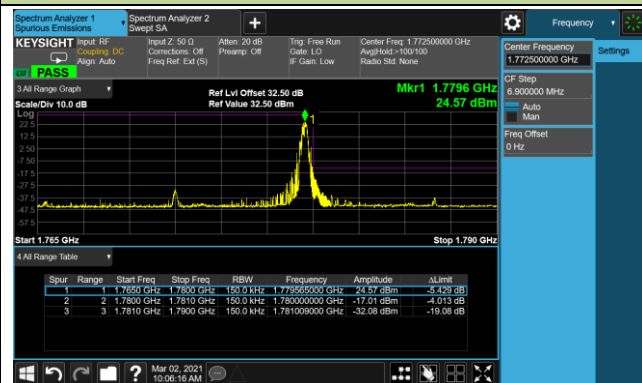 Spectrum Analyzer 1
Spurious Emissions
Spectrum Analyzer 2
Swept SA
Frequency
KEYSIGHT
Input: RF
Coupling: DC
Align: Auto
Input Z: 50 Ω
Corrections: Off
Freq Ref: Ext (S)
Atten: 20 dB
Preamp: Off
Trig: Free Run
Gate: LO
IF Gain: Low
Center Freq: 1.772500000 GHz
Avg|Hold:>100/100
Radio Std: None
PASS
3 All Range Graph
Ref Lvl Offset 32.50 dB
Mkr1 1.7796 GHz
Scale/Div 10.0 dB
Ref Value 32.50 dBm
24.57 dBm
Log
22.5
12.5
2.50
-7.50
-17.5
-27.5
-37.5
-47.5
-57.5
1
Start 1.765 GHz
Stop 1.790 GHz
4 All Range Table
Spur Range Start Freq Stop Freq RBW Frequency Amplitude ΔLimit
1 1 1.7650 GHz 1.7800 GHz 150.0 kHz 1.779565000 GHz 24.57 dBm -5.429 dB
2 2 1.7800 GHz 1.7810 GHz 150.0 kHz 1.780000000 GHz -17.01 dBm -4.013 dB
3 3 1.7810 GHz 1.7900 GHz 150.0 kHz 1.781009000 GHz -32.08 dBm -19.08 dB
Center Frequency
1.772500000 GHz
Settings
CF Step
6.900000 MHz
Auto
Man
Freq Offset
0 Hz
?
Mar 02, 2021
10:06:16 AM